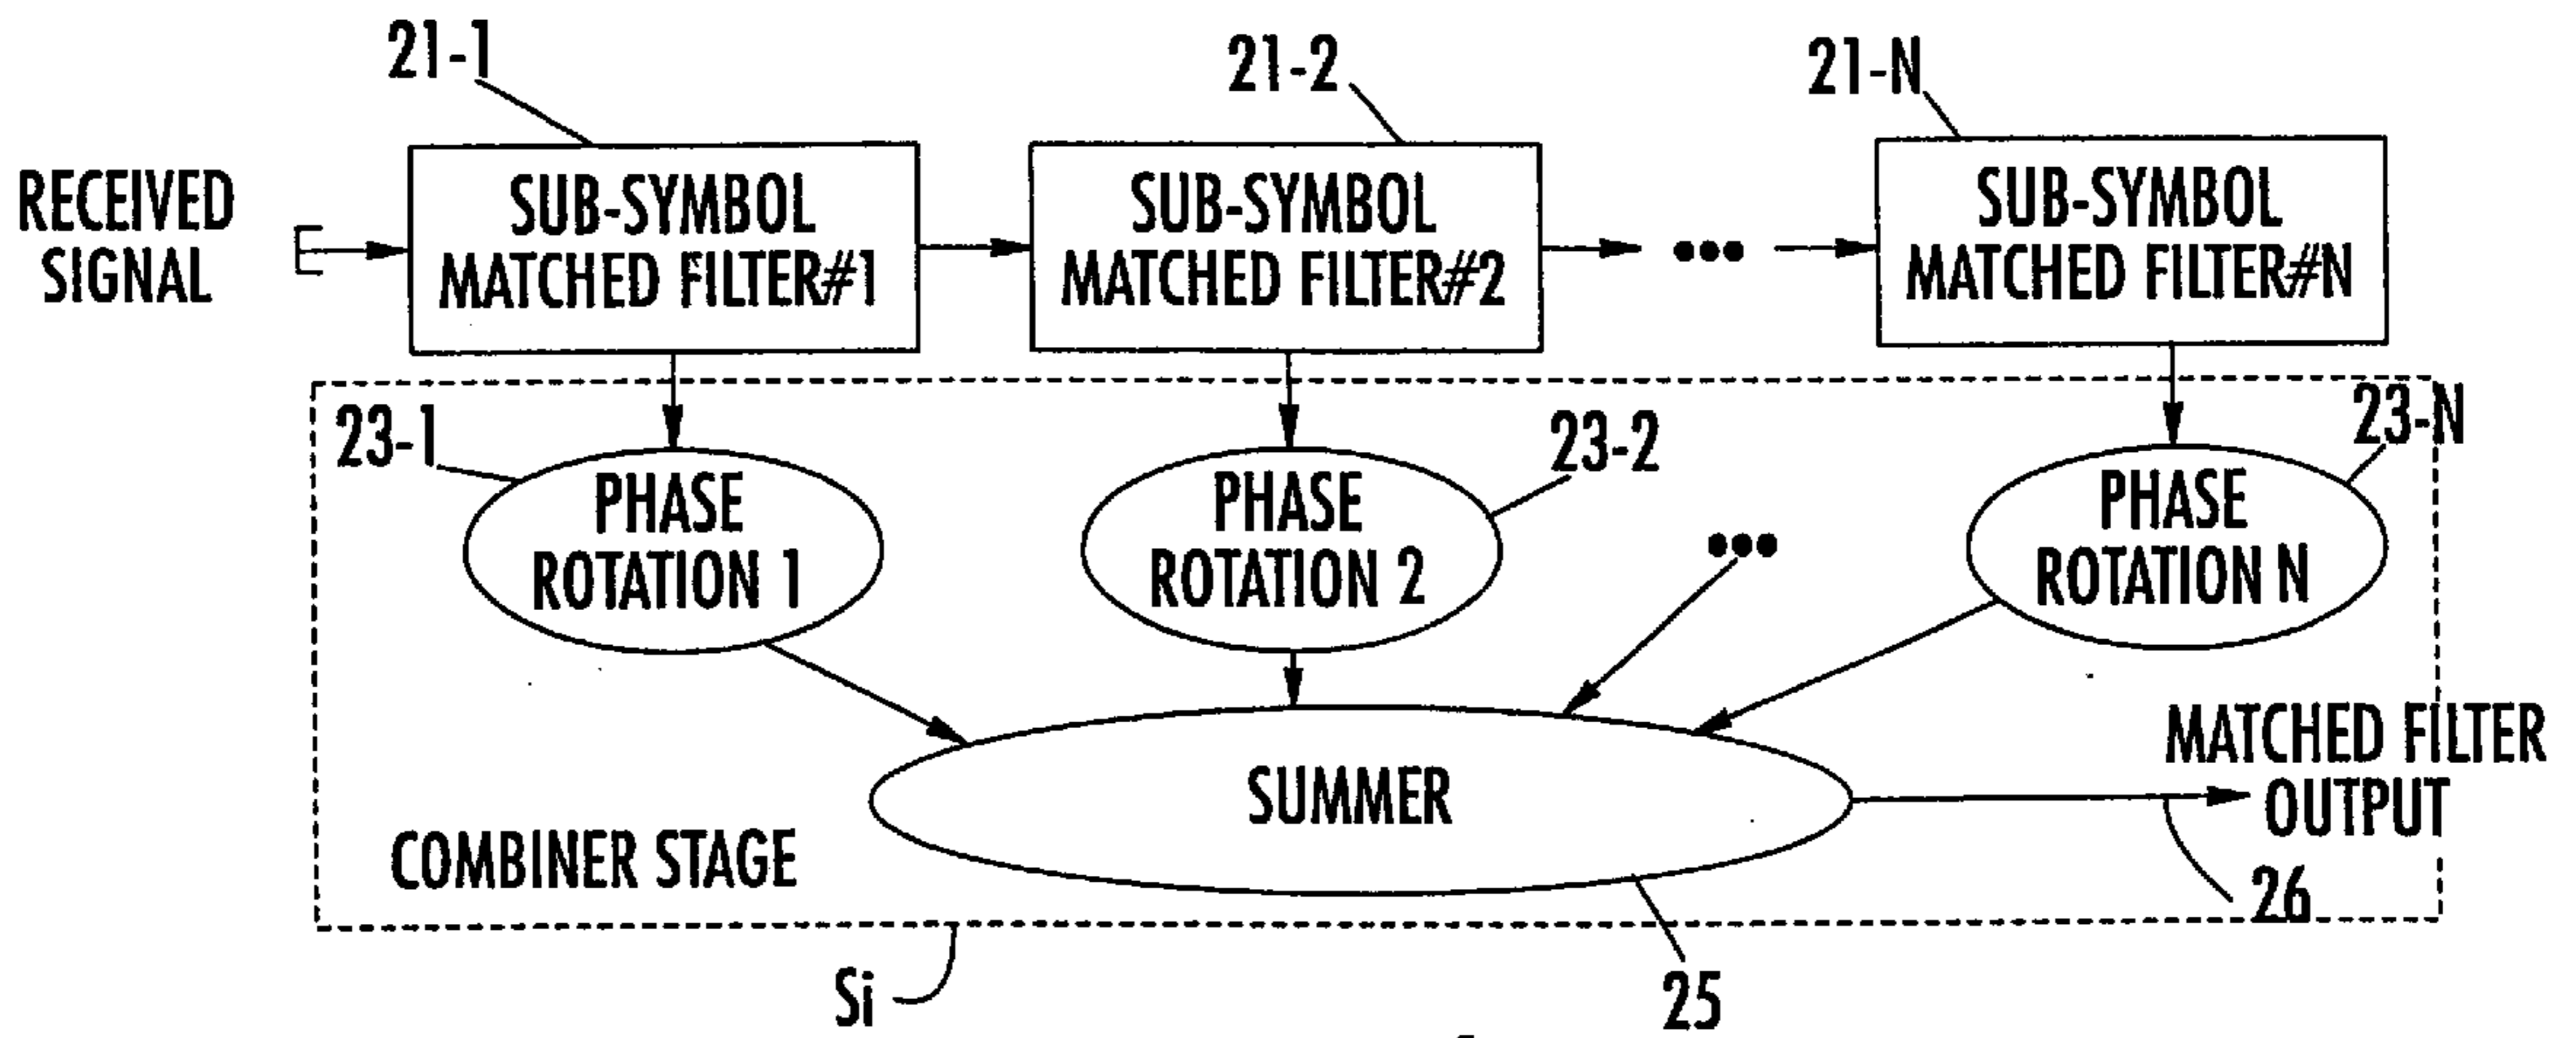 21-1
21-2
21-N
RECEIVED
SIGNAL
SUB-SYMBOL
MATCHED FILTER#1
SUB-SYMBOL
MATCHED FILTER#2
SUB-SYMBOL
MATCHED FILTER#N
23-1
23-2
23-N
PHASE
ROTATION 1
PHASE
ROTATION 2
PHASE
ROTATION N
SUMMER
MATCHED FILTER
OUTPUT
COMBINER STAGE
26
Si
25